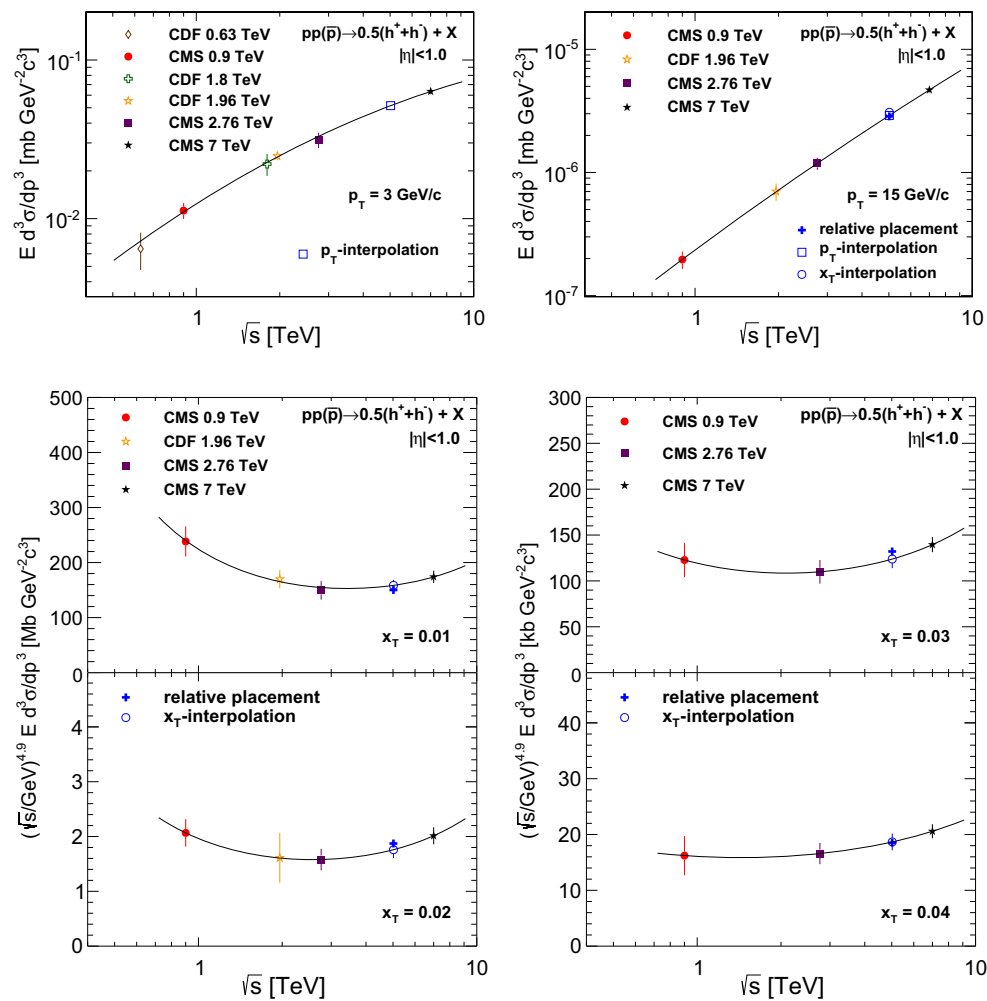 CDF 0.63 TeV
CMS 0.9 TeV
CDF 1.8 TeV
CDF 1.96 TeV
CMS 2.76 TeV
CMS 7 TeV
pp(p̅)→0.5(h⁺+h⁻) + X
|η|<1.0
p_T = 3 GeV/c
p_T-interpolation
10⁻¹
10⁻²
E d³σ/dp³ [mb GeV⁻²c³]
1
10
√s [TeV]
CMS 0.9 TeV
CDF 1.96 TeV
CMS 2.76 TeV
CMS 7 TeV
pp(p̅)→0.5(h⁺+h⁻) + X
|η|<1.0
p_T = 15 GeV/c
relative placement
p_T-interpolation
x_T-interpolation
10⁻⁵
10⁻⁶
10⁻⁷
E d³σ/dp³ [mb GeV⁻²c³]
1
10
√s [TeV]
CMS 0.9 TeV
CDF 1.96 TeV
CMS 2.76 TeV
CMS 7 TeV
pp(p̅)→0.5(h⁺+h⁻) + X
|η|<1.0
x_T = 0.01
500
400
300
200
100
0
relative placement
x_T-interpolation
x_T = 0.02
4
2
0
(√s/GeV)⁴·⁹ E d³σ/dp³ [Mb GeV⁻²c³]
1
10
√s [TeV]
CMS 0.9 TeV
CMS 2.76 TeV
CMS 7 TeV
pp(p̅)→0.5(h⁺+h⁻) + X
|η|<1.0
x_T = 0.03
300
250
200
150
100
50
0
relative placement
x_T-interpolation
x_T = 0.04
40
30
20
10
0
(√s/GeV)⁴·⁹ E d³σ/dp³ [kb GeV⁻²c³]
1
10
√s [TeV]